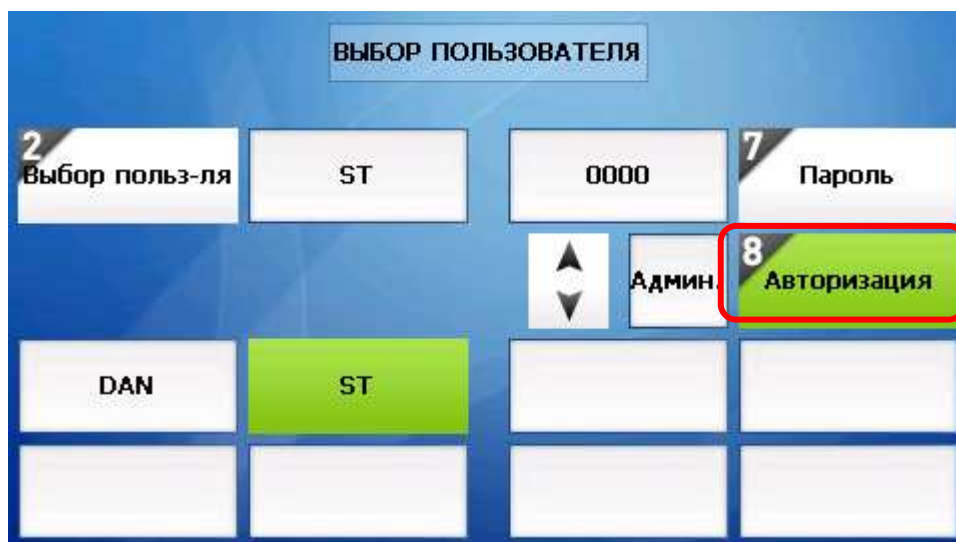 ВЫБОР ПОЛЬЗОВАТЕЛЯ
2
Выбор польз-ля
ST
0000
7
Пароль
Админ.
8
Авторизация
DAN
ST